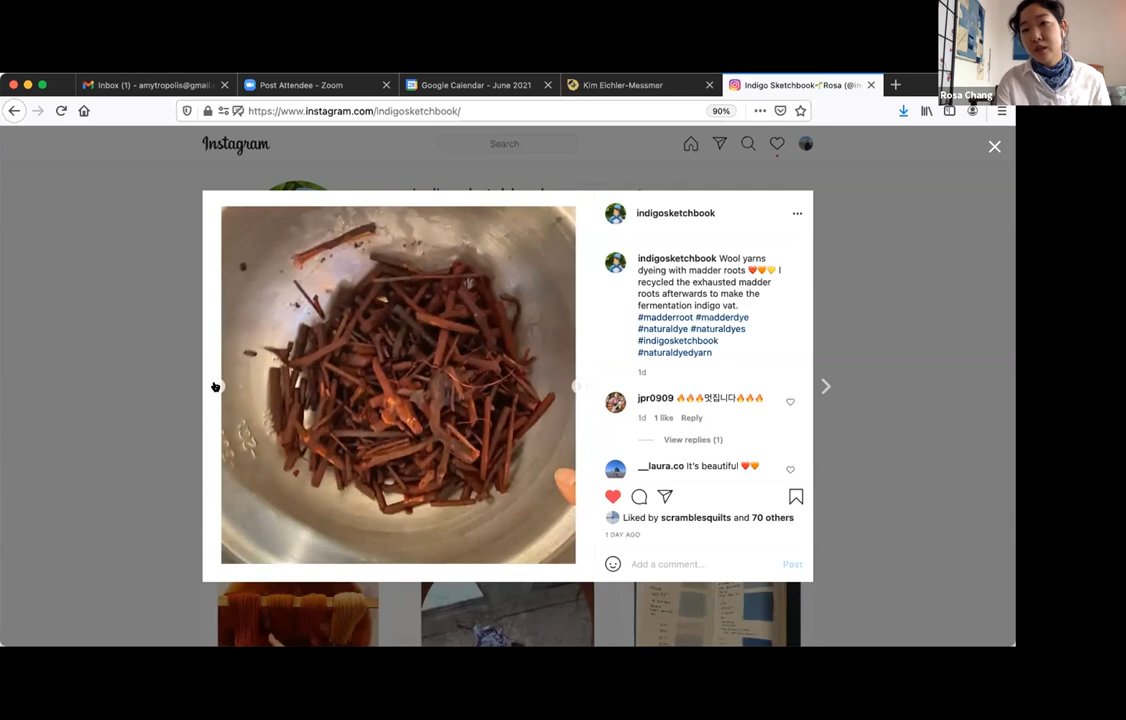 Rosa Chang
Inbox (1) - amytropolis@gmail.
Post Attendee - Zoom
Google Calendar - June 2021
Kim Eichler-Messmer
Indigo Sketchbook🌱Rosa (@in
https://www.instagram.com/indigosketchbook/
90%
Instagram
Search
indigosketchbook
indigosketchbook Wool yarns
dyeing with madder roots ❤️🧡💛 I
recycled the exhausted madder
roots afterwards to make the
fermentation indigo vat.
#madderroot #madderdye
#naturaldye #naturaldyes
#indigosketchbook
#naturaldyedyarn
1d
jpr0909 🔥🔥🔥멋집니다🔥🔥🔥
1d 1 like Reply
View replies (1)
__laura.co It's beautiful ❤️🧡
Liked by scramblesquilts and 70 others
1 DAY AGO
Add a comment...
Post